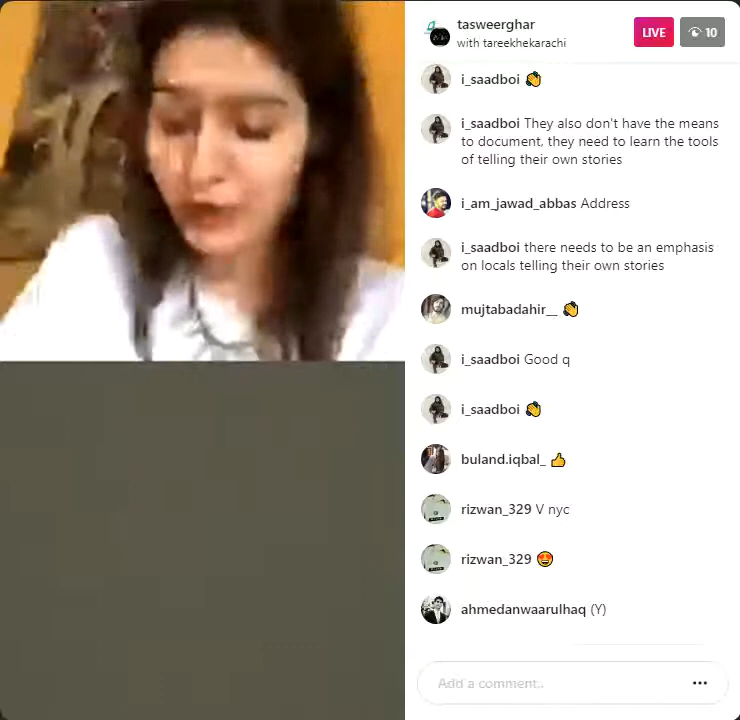 tasweerghar
with tareekhekarachi
LIVE
10
i_saadboi 👏
i_saadboi They also don't have the means
to document, they need to learn the tools
of telling their own stories
i_am_jawad_abbas Address
i_saadboi there needs to be an emphasis
on locals telling their own stories
mujtabadahir__ 👏
i_saadboi Good q
i_saadboi 👏
buland.iqbal_ 👍
rizwan_329 V nyc
rizwan_329 😍
ahmedanwaarulhaq (Y)
Add a comment..